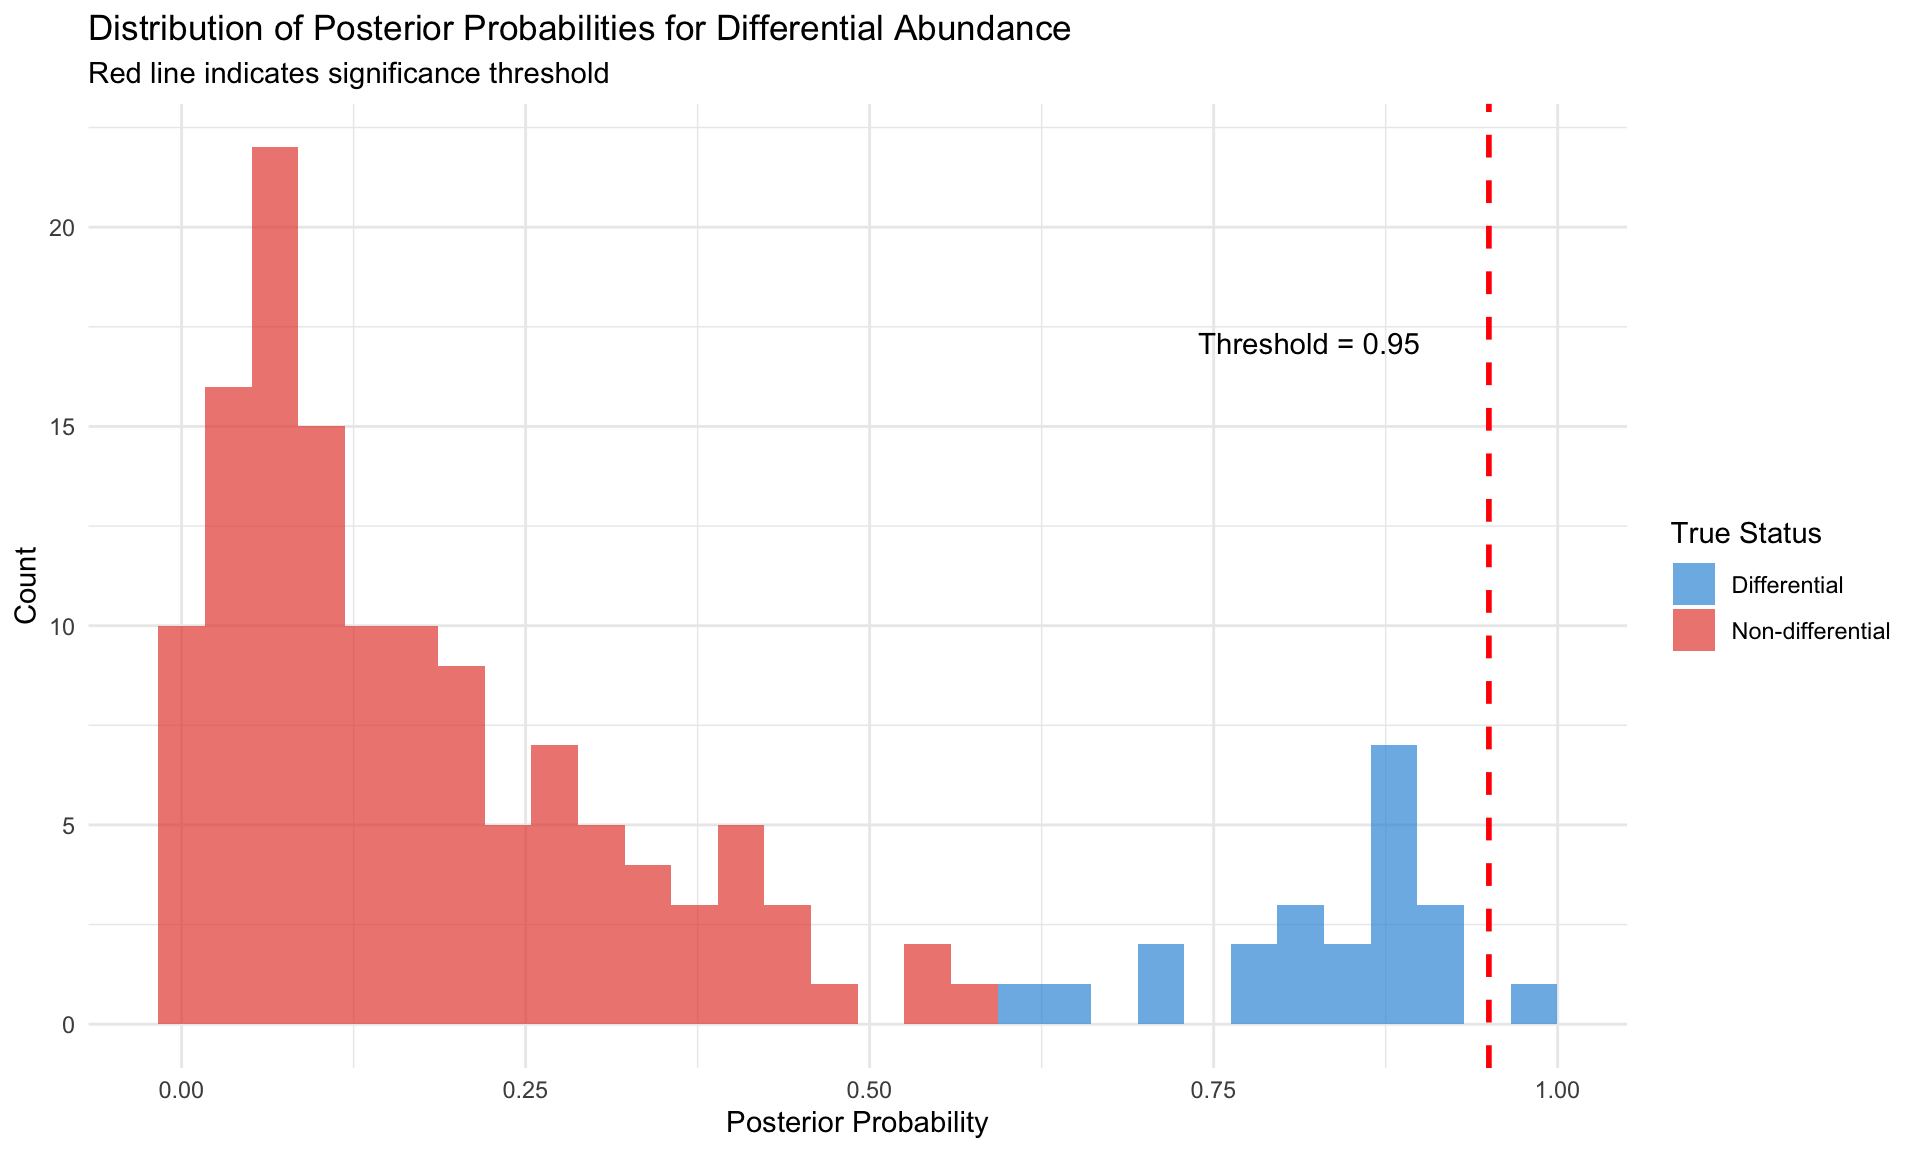 Distribution of Posterior Probabilities for Differential Abundance
Red line indicates significance threshold
Threshold = 0.95
Count
20
15
10
5
0
0.00 0.25 0.50 0.75 1.00
Posterior Probability
True Status
Differential
Non-differential